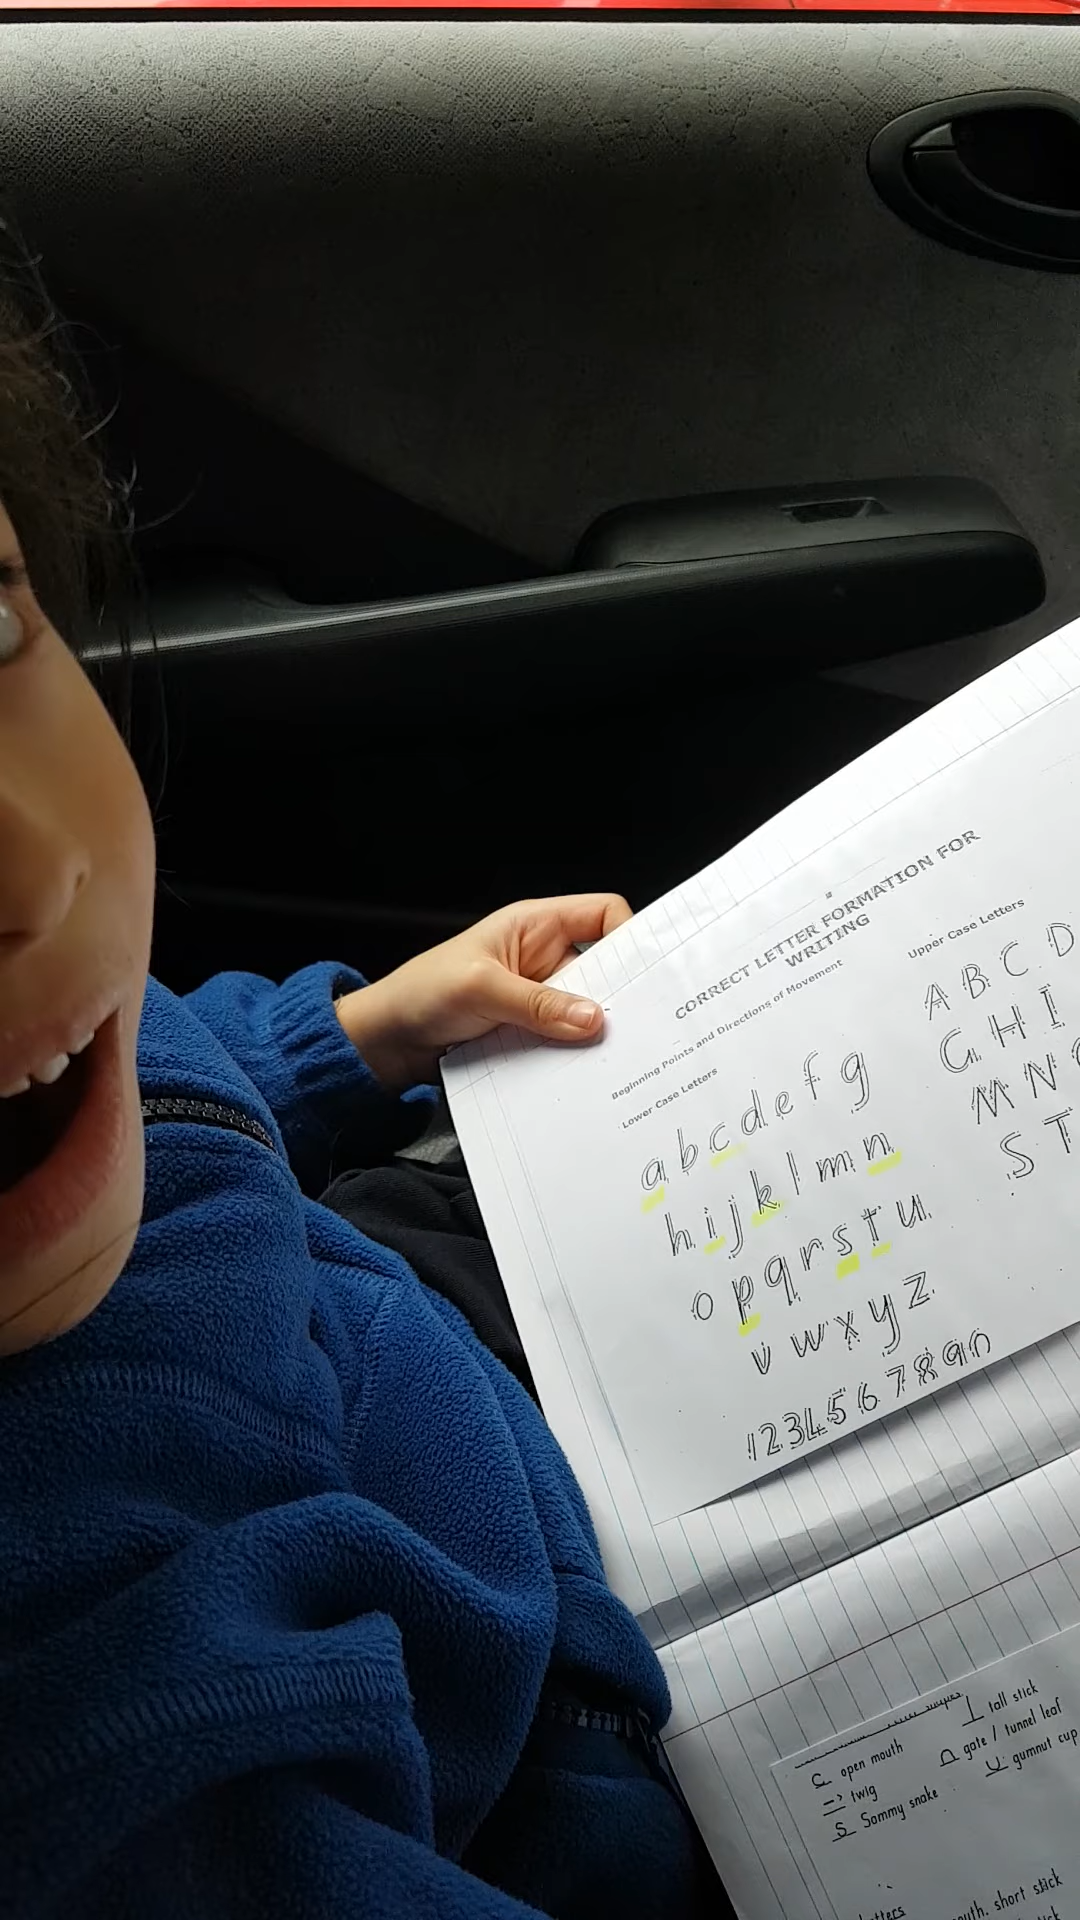 CORRECT LETTER FORMATION FOR
WRITING
Beginning Points and Directions of Movement
Lower Case Letters
a b c d e f g
h i j k l m n
o p q r s t u
v w x y z
1 2 3 4 5 6 7 8 9 0
Upper Case Letters
A B C D
G H I
M N
S T
c open mouth
twig
s Sammy snake
l tall stick
n gate / tunnel leaf
u gumnut cup
short stick